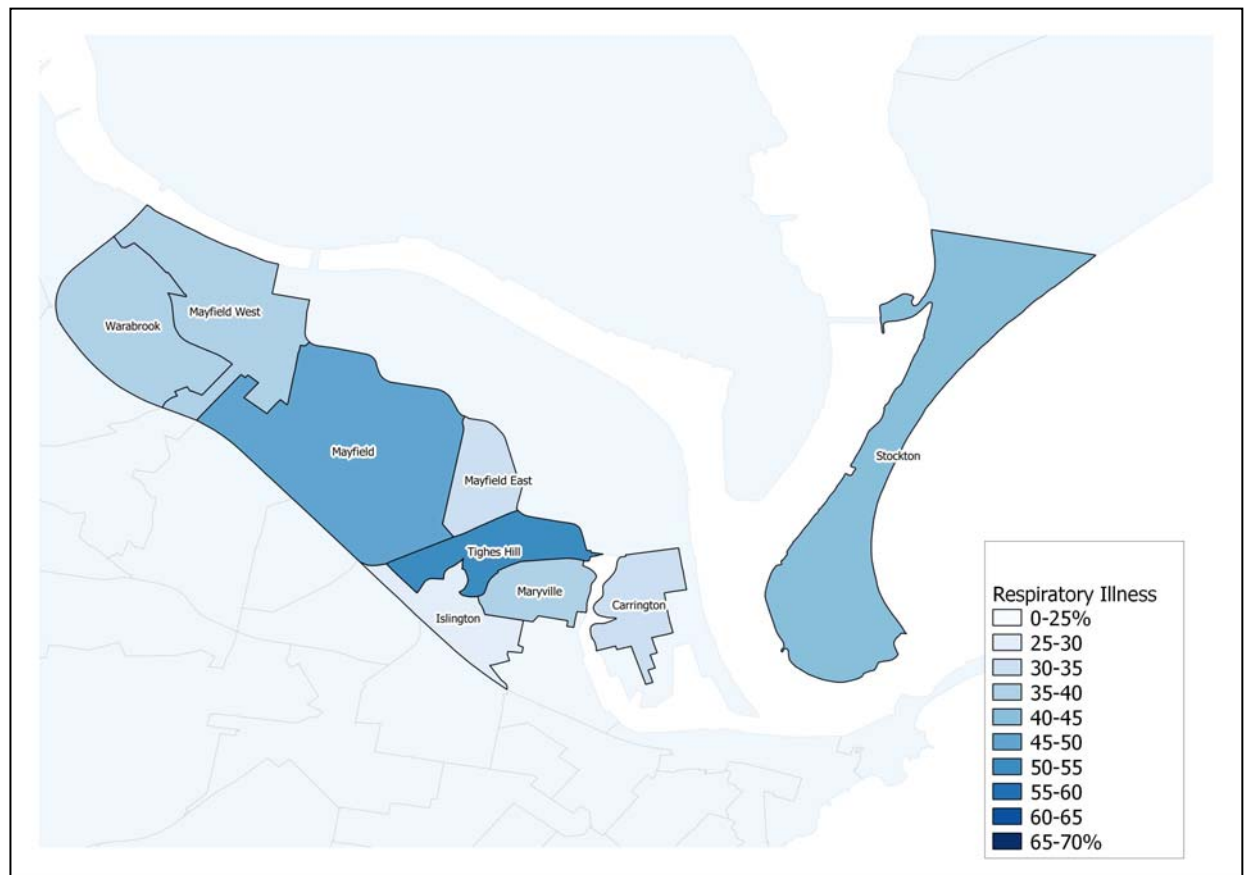 Warabrook
Mayfield West
Mayfield
Mayfield East
Stockton
Tighes Hill
Maryville
Carrington
Islington
Respiratory Illness
0-25%
25-30
30-35
35-40
40-45
45-50
50-55
55-60
60-65
65-70%